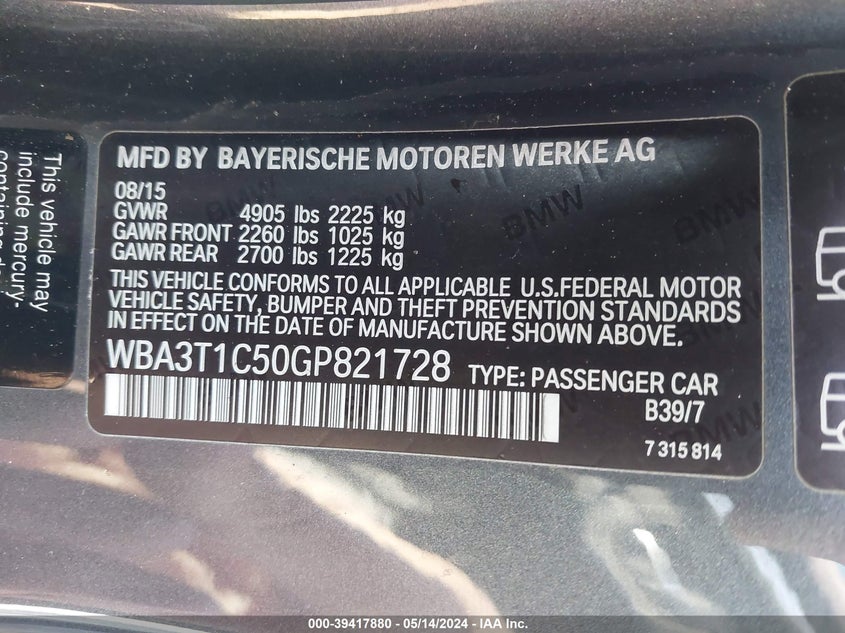 This vehicle may
include mercury-
MFD BY BAYERISCHE MOTOREN WERKE AG
08/15
GVWR 4905 lbs 2225 kg
GAWR FRONT 2260 lbs 1025 kg
GAWR REAR 2700 lbs 1225 kg
THIS VEHICLE CONFORMS TO ALL APPLICABLE U.S.FEDERAL MOTOR
VEHICLE SAFETY, BUMPER AND THEFT PREVENTION STANDARDS
IN EFFECT ON THE DATE OF MANUFACTURE SHOWN ABOVE.
WBA3T1C50GP821728 TYPE: PASSENGER CAR
B39/7
7 315 814
BMW
000-39417880 - 05/14/2024 - IAA Inc.